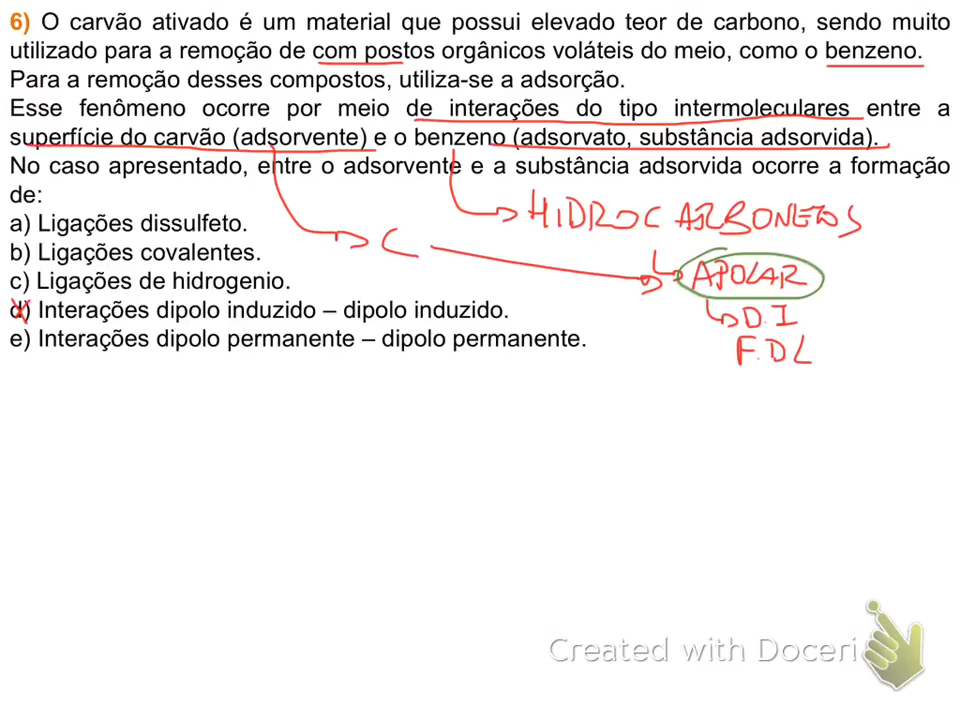 6) O carvão ativado é um material que possui elevado teor de carbono, sendo muito
utilizado para a remoção de com postos orgânicos voláteis do meio, como o benzeno.
Para a remoção desses compostos, utiliza-se a adsorção.
Esse fenômeno ocorre por meio de interações do tipo intermoleculares entre a
superfície do carvão (adsorvente) e o benzeno (adsorvato, substância adsorvida).
No caso apresentado, entre o adsorvente e a substância adsorvida ocorre a formação
de:
HIDROCARBONETOS
a) Ligações dissulfeto.
C
b) Ligações covalentes.
APOLAR
c) Ligações de hidrogenio.
d) Interações dipolo induzido – dipolo induzido.
D.I
e) Interações dipolo permanente – dipolo permanente.
F.DL
Created with Doceri